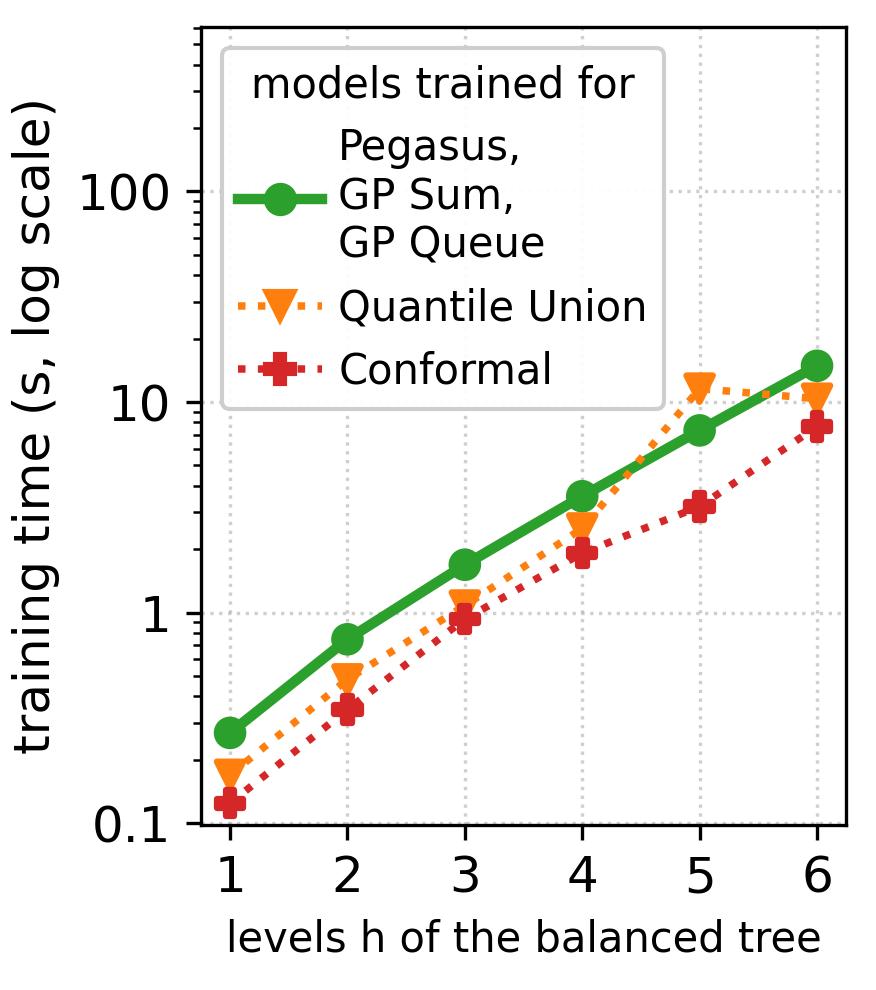 training time (s, log scale)
100
10
1
0.1
models trained for
Pegasus,
GP Sum,
GP Queue
Quantile Union
Conformal
1 2 3 4 5 6
levels h of the balanced tree